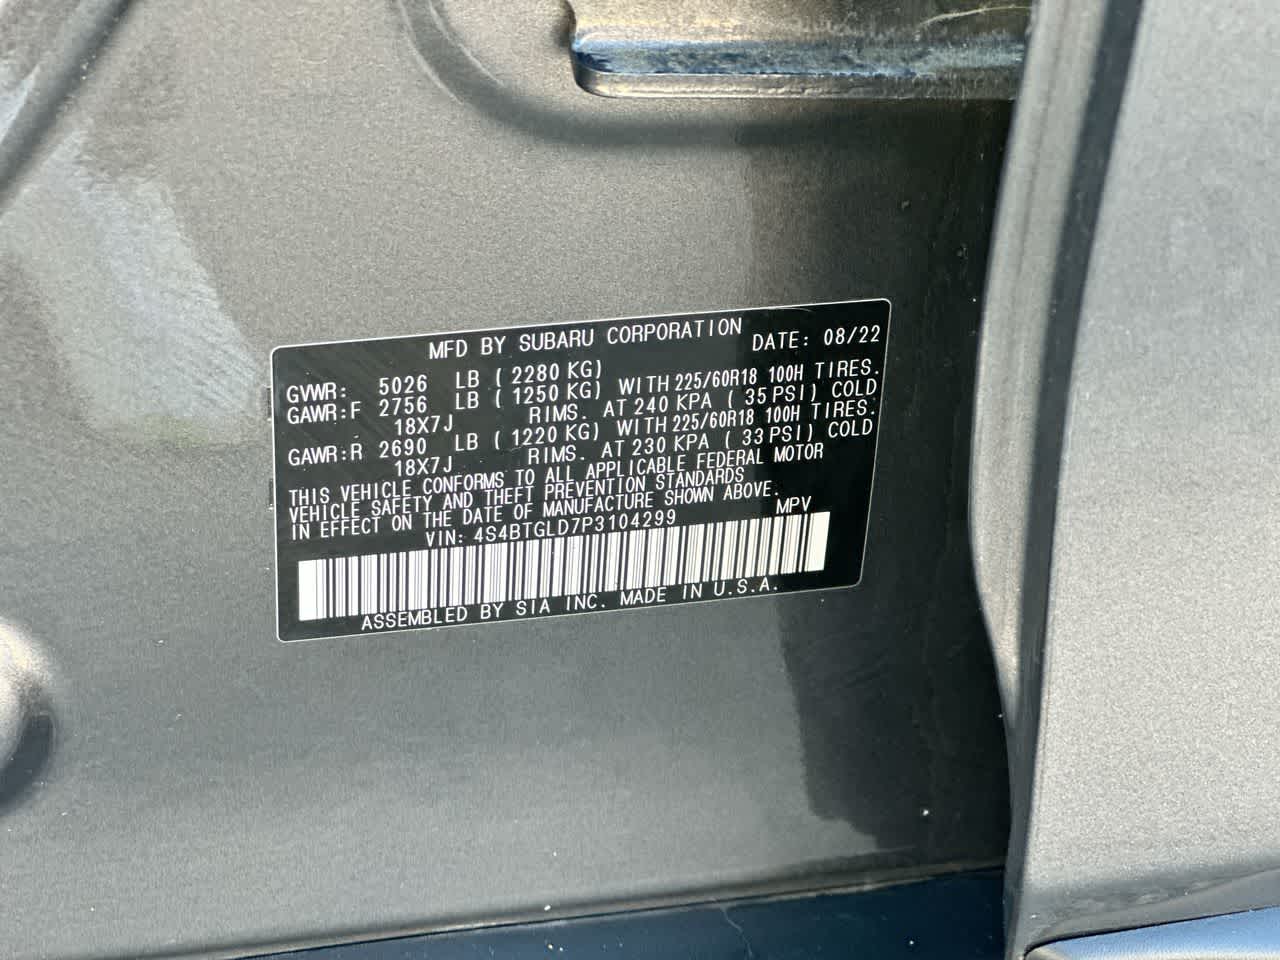 MFD BY SUBARU CORPORATION DATE: 08/22
GVWR: 5026 LB ( 2280 KG)
GAWR:F 2756 LB ( 1250 KG) WITH 225/60R18 100H TIRES.
18X7J RIMS. AT 240 KPA ( 35 PSI) COLD
GAWR:R 2690 LB ( 1220 KG) WITH 225/60R18 100H TIRES.
18X7J RIMS. AT 230 KPA ( 33 PSI) COLD
THIS VEHICLE CONFORMS TO ALL APPLICABLE FEDERAL MOTOR
VEHICLE SAFETY AND THEFT PREVENTION STANDARDS
IN EFFECT ON THE DATE OF MANUFACTURE SHOWN ABOVE.
VIN: 4S4BTGLD7P3104299 MPV
ASSEMBLED BY SIA INC. MADE IN U.S.A.